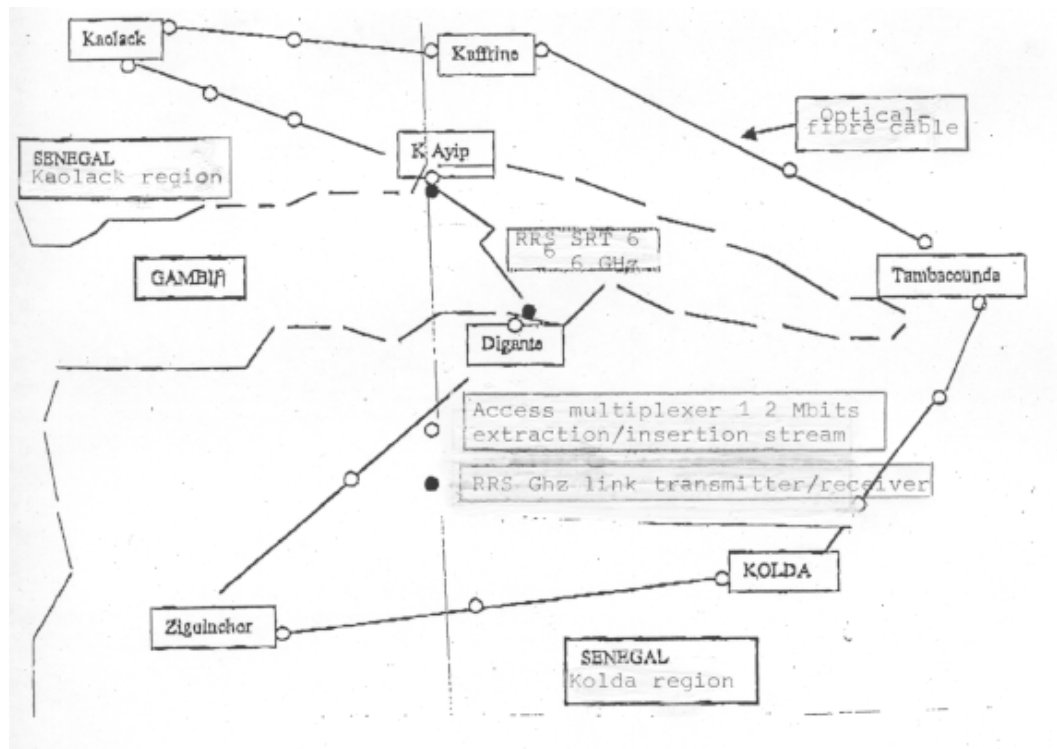 Kaolack
Kaffrine
Optical-
fibre cable
K Ayip
SENEGAL
Kaolack region
RRS SRT 6
6
6 GHz
GAMBIA
Tambacounda
Digante
Access multiplexer 1 2 Mbits
extraction/insertion stream
RRS Ghz link transmitter/receiver
KOLDA
Ziguinchor
SENEGAL
Kolda region